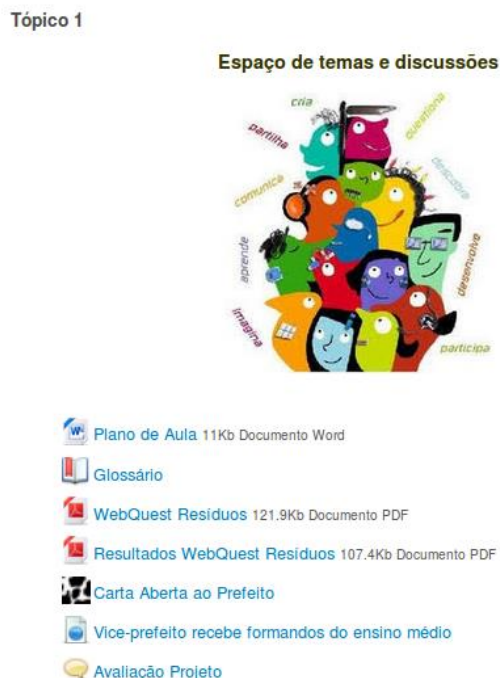 Tópico 1
Espaço de temas e discussões
cria
questiona
partilha
descubra
comunica
aprende
desenvolve
imagina
participa
Plano de Aula 11Kb Documento Word
Glossário
WebQuest Resíduos 121.9Kb Documento PDF
Resultados WebQuest Resíduos 107.4Kb Documento PDF
Carta Aberta ao Prefeito
Vice-prefeito recebe formandos do ensino médio
Avaliação Projeto